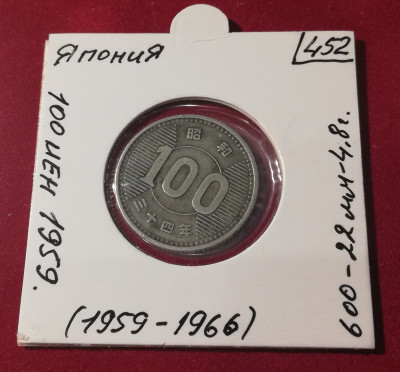 Япония
452
100 иен 1959.
昭 和
100
三十四年
600-22мм-4,8г.
(1959-1966)